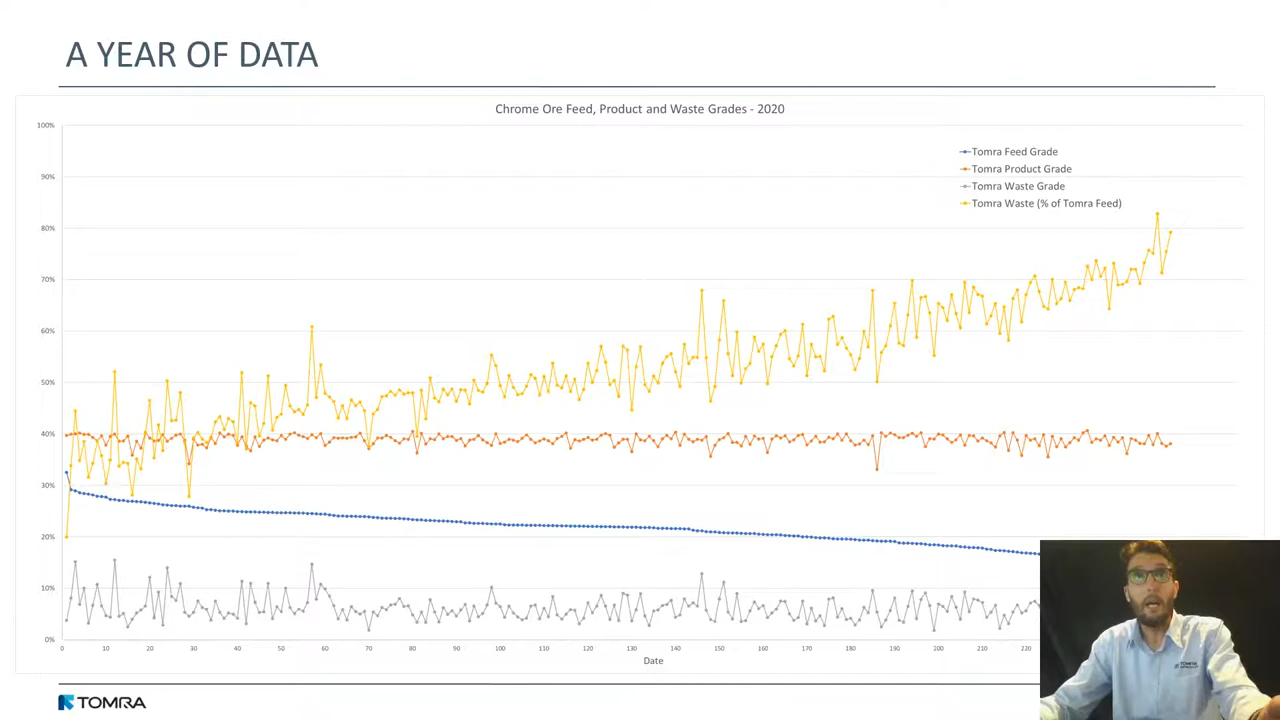 A YEAR OF DATA
Chrome Ore Feed, Product and Waste Grades - 2020
100%
90%
80%
70%
60%
50%
40%
30%
20%
10%
0%
Tomra Feed Grade
Tomra Product Grade
Tomra Waste Grade
Tomra Waste (% of Tomra Feed)
0 10 20 30 40 50 60 70 80 90 100 110 120 130 140 150 160 170 180 190 200 210 220
Date
TOMRA
TOMRA